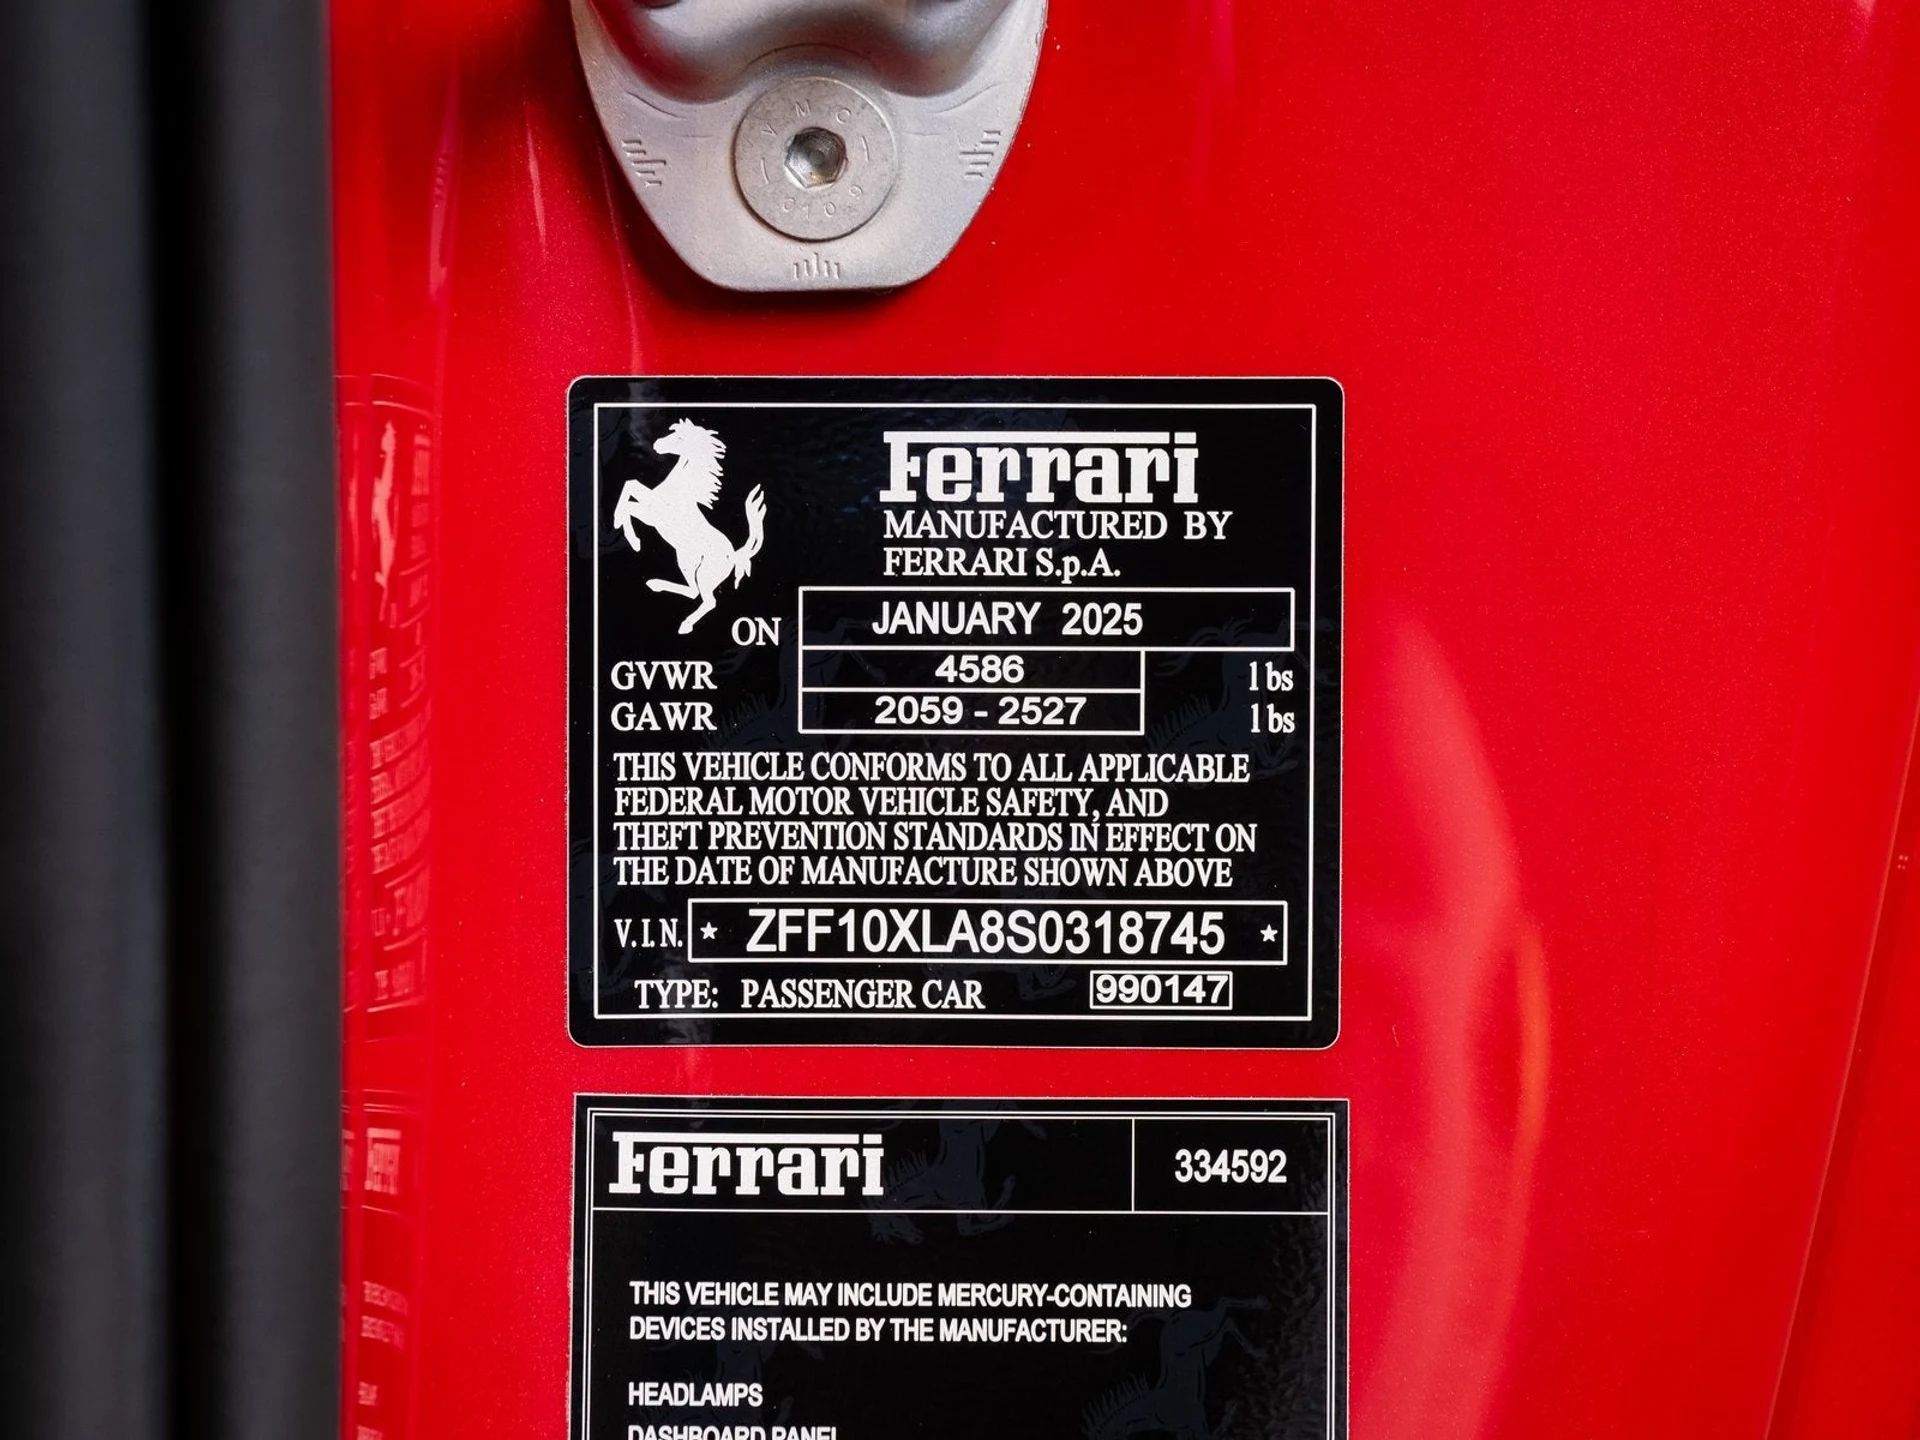 Ferrari
MANUFACTURED BY
FERRARI S.p.A.
ON JANUARY 2025
GVWR 4586 lbs
GAWR 2059 - 2527 lbs
THIS VEHICLE CONFORMS TO ALL APPLICABLE
FEDERAL MOTOR VEHICLE SAFETY, AND
THEFT PREVENTION STANDARDS IN EFFECT ON
THE DATE OF MANUFACTURE SHOWN ABOVE
V.I.N. ★ ZFF10XLA8S0318745 ★
TYPE: PASSENGER CAR 990147
Ferrari 334592
THIS VEHICLE MAY INCLUDE MERCURY-CONTAINING
DEVICES INSTALLED BY THE MANUFACTURER:
HEADLAMPS
DASHBOARD PANEL